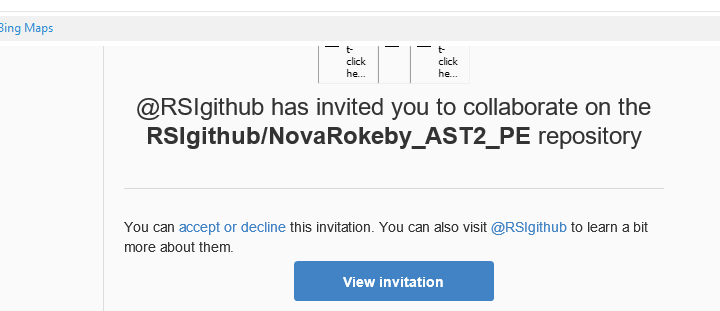 Bing Maps
t-
click
he...
t-
click
he...
@RSIgithub has invited you to collaborate on the
RSIgithub/NovaRokeby_AST2_PE repository
You can accept or decline this invitation. You can also visit @RSIgithub to learn a bit
more about them.
View invitation